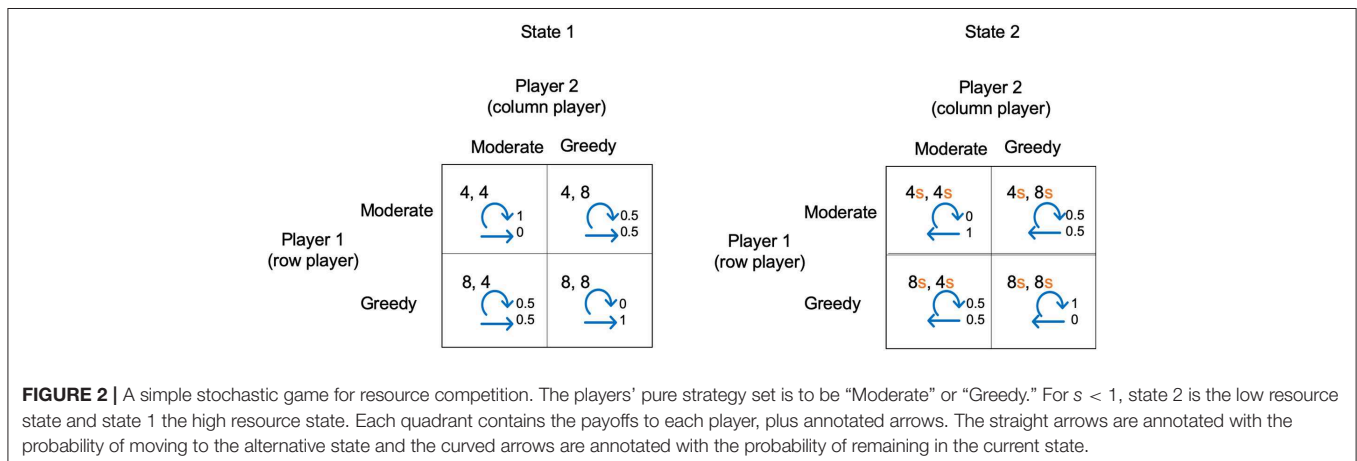 State 1
State 2
Player 2
(column player)
Player 2
(column player)
Moderate Greedy
Moderate Greedy
Player 1
(row player)
Moderate
4, 4
1
0
4, 8
0.5
0.5
Greedy
8, 4
0.5
0.5
8, 8
0
1
Player 1
(row player)
Moderate
4s, 4s
0
1
4s, 8s
0.5
0.5
Greedy
8s, 4s
0.5
0.5
8s, 8s
1
0
FIGURE 2 | A simple stochastic game for resource competition. The players' pure strategy set is to be “Moderate” or “Greedy.” For s < 1, state 2 is the low resource
state and state 1 the high resource state. Each quadrant contains the payoffs to each player, plus annotated arrows. The straight arrows are annotated with the
probability of moving to the alternative state and the curved arrows are annotated with the probability of remaining in the current state.